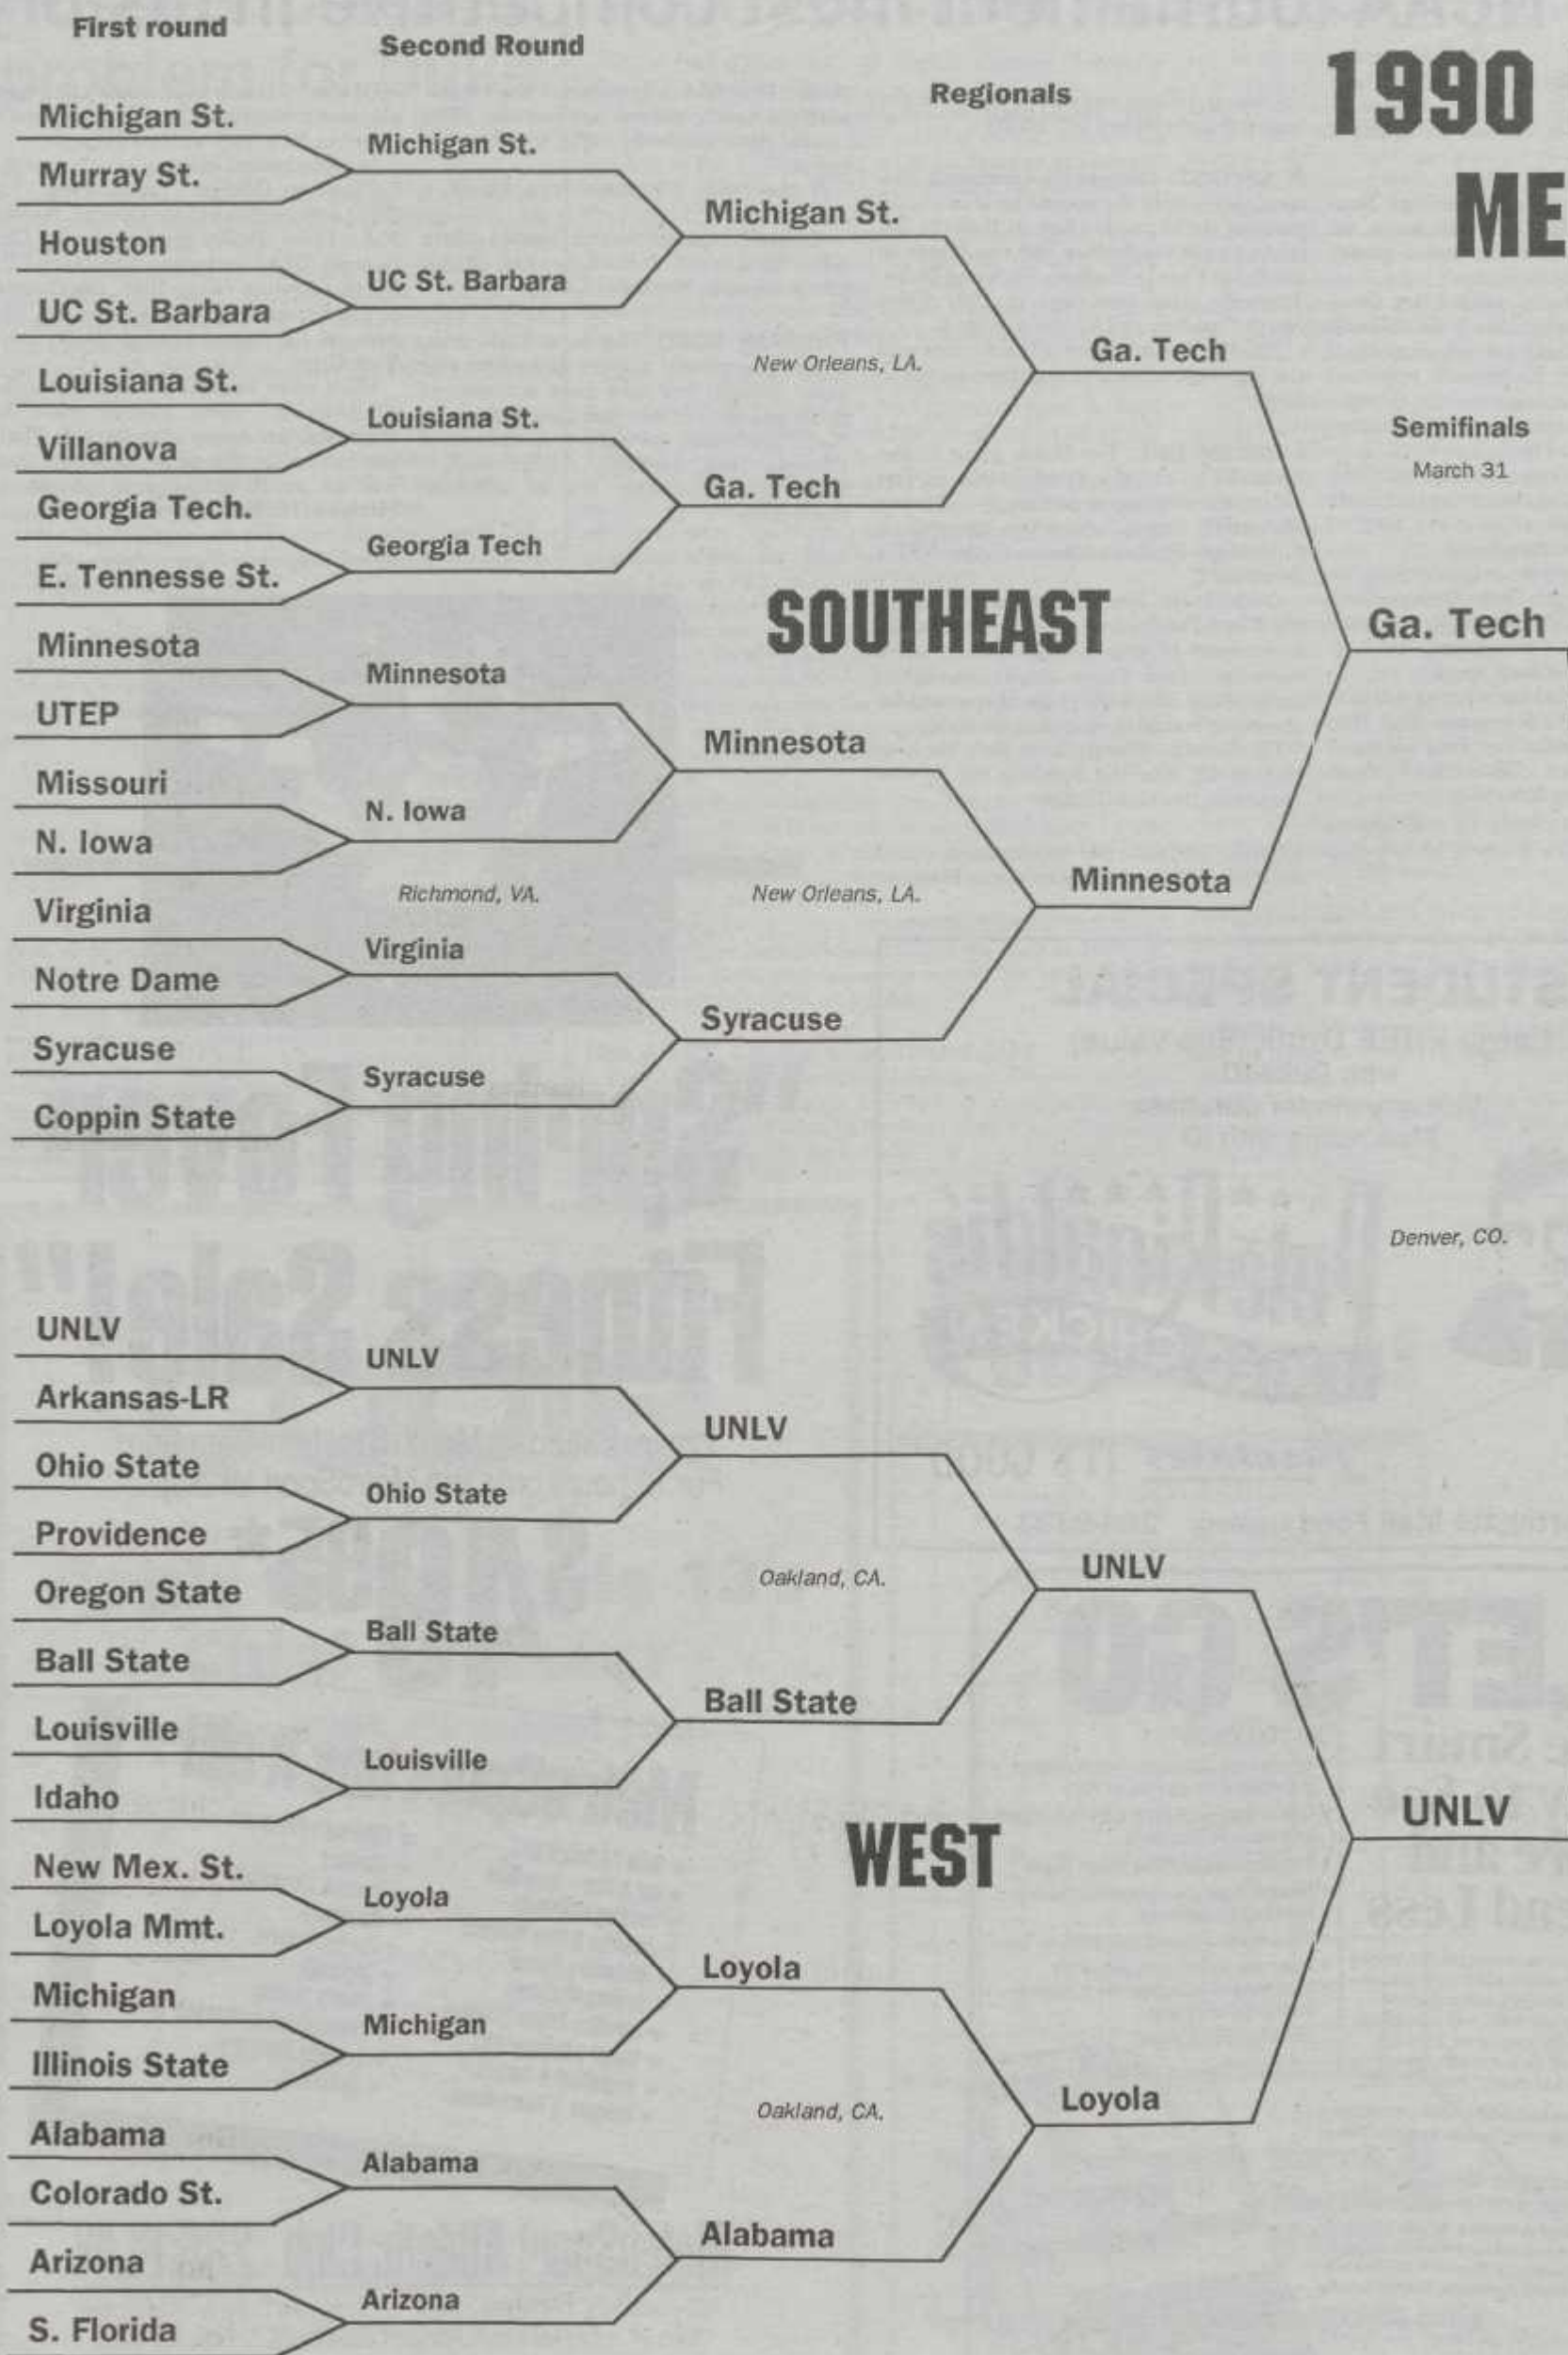 First round
Second Round
Regionals
1990
ME
Michigan St.
Murray St.
Houston
UC St. Barbara
Louisiana St.
Villanova
Georgia Tech.
E. Tennesse St.
Minnesota
UTEP
Missouri
N. Iowa
Virginia
Notre Dame
Syracuse
Coppin State
Michigan St.
UC St. Barbara
Louisiana St.
Georgia Tech
Minnesota
N. Iowa
Richmond, VA.
Virginia
Syracuse
Michigan St.
New Orleans, LA.
Ga. Tech
SOUTHEAST
Minnesota
New Orleans, LA.
Syracuse
Ga. Tech
Minnesota
Semifinals
March 31
Ga. Tech
Denver, CO.
UNLV
Arkansas-LR
Ohio State
Providence
Oregon State
Ball State
Louisville
Idaho
New Mex. St.
Loyola Mmt.
Michigan
Illinois State
Alabama
Colorado St.
Arizona
S. Florida
UNLV
Ohio State
Ball State
Louisville
Loyola
Michigan
Alabama
Arizona
UNLV
Oakland, CA.
Ball State
WEST
Loyola
Oakland, CA.
Alabama
UNLV
Loyola
UNLV